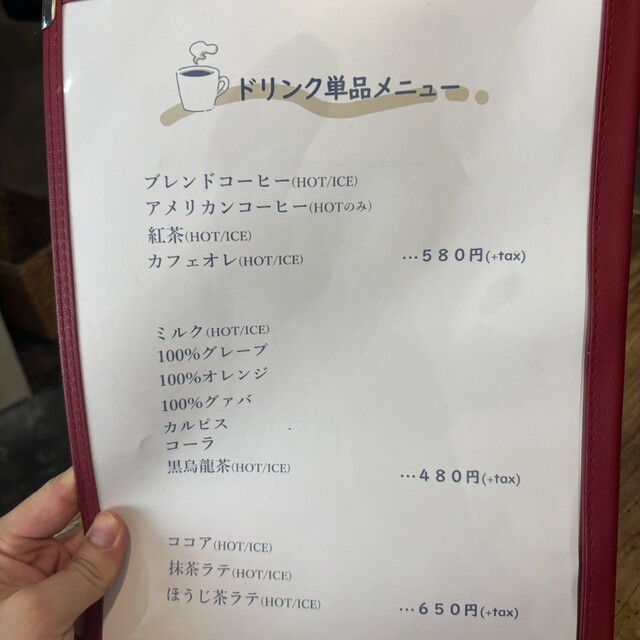 ドリンク単品メニュー
ブレンドコーヒー(HOT/ICE)
アメリカンコーヒー(HOTのみ)
紅茶(HOT/ICE)
カフェオレ(HOT/ICE) …580円(+tax)
ミルク(HOT/ICE)
100%グレープ
100%オレンジ
100%グァバ
カルピス
コーラ
黒烏龍茶(HOT/ICE) …480円(+tax)
ココア(HOT/ICE)
抹茶ラテ(HOT/ICE)
ほうじ茶ラテ(HOT/ICE) …650円(+tax)